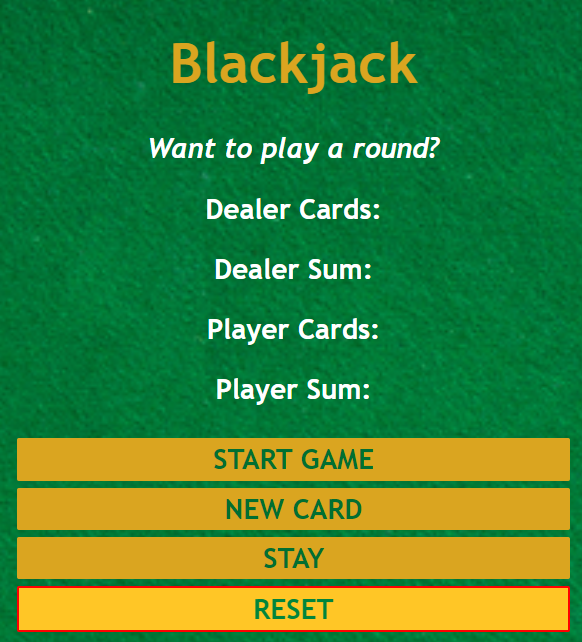 Blackjack
Want to play a round?
Dealer Cards:
Dealer Sum:
Player Cards:
Player Sum:
START GAME
NEW CARD
STAY
RESET